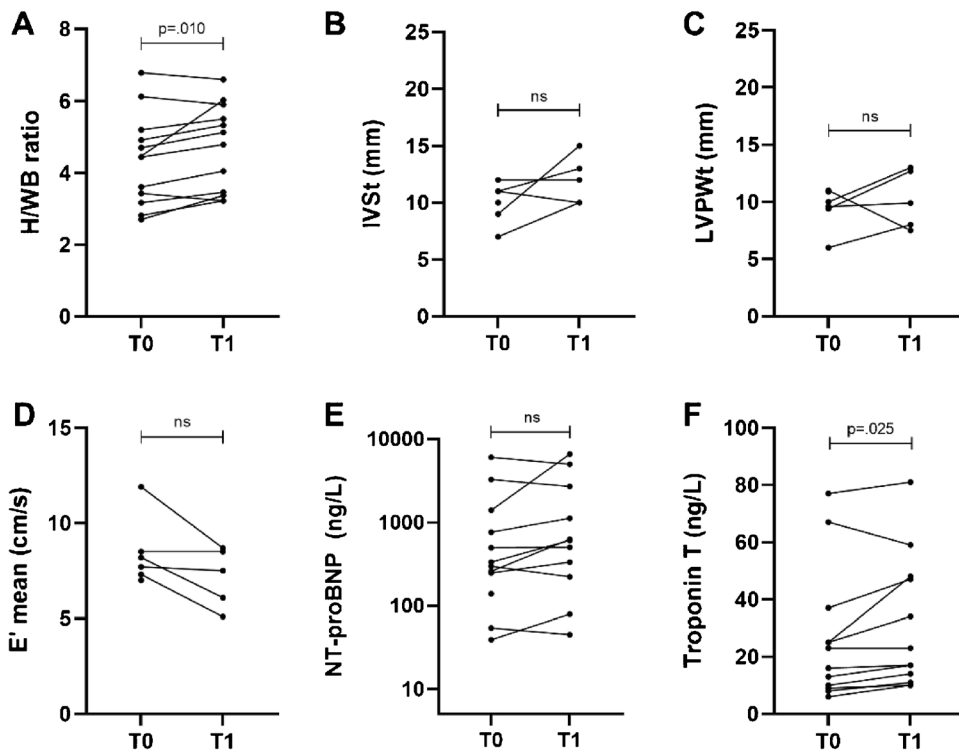 A
p=.010
H/WB ratio
8
6
4
2
0
T0 T1
B
ns
IVSt (mm)
25
20
15
10
5
0
T0 T1
C
ns
LVPWt (mm)
25
20
15
10
5
0
T0 T1
D
ns
E' mean (cm/s)
15
10
5
0
T0 T1
E
ns
NT-proBNP (ng/L)
10000
1000
100
10
T0 T1
F
p=.025
Troponin T (ng/L)
100
80
60
40
20
0
T0 T1